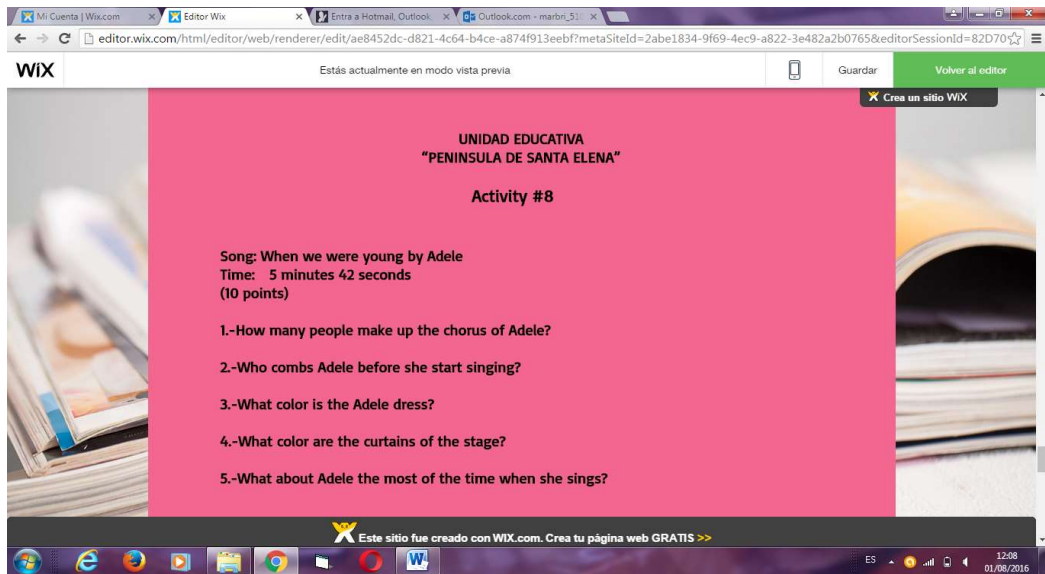 Mi Cuenta | Wix.com
Editor Wix
Entra a Hotmail, Outlook,
Outlook.com - marbri_51
editor.wix.com/html/editor/web/renderer/edit/ae8452dc-d821-4c64-b4ce-a874f913eebf?metaSiteId=2abe1834-9f69-4ec9-a822-3e482a2b0765&editorSessionId=82D70
WiX
Estás actualmente en modo vista previa
Guardar
Volver al editor
Crea un sitio WiX
UNIDAD EDUCATIVA
"PENINSULA DE SANTA ELENA"
Activity #8
Song: When we were young by Adele
Time: 5 minutes 42 seconds
(10 points)
1.-How many people make up the chorus of Adele?
2.-Who combs Adele before she start singing?
3.-What color is the Adele dress?
4.-What color are the curtains of the stage?
5.-What about Adele the most of the time when she sings?
Este sitio fue creado con WIX.com. Crea tu página web GRATIS >>
ES
12:08
01/08/2016